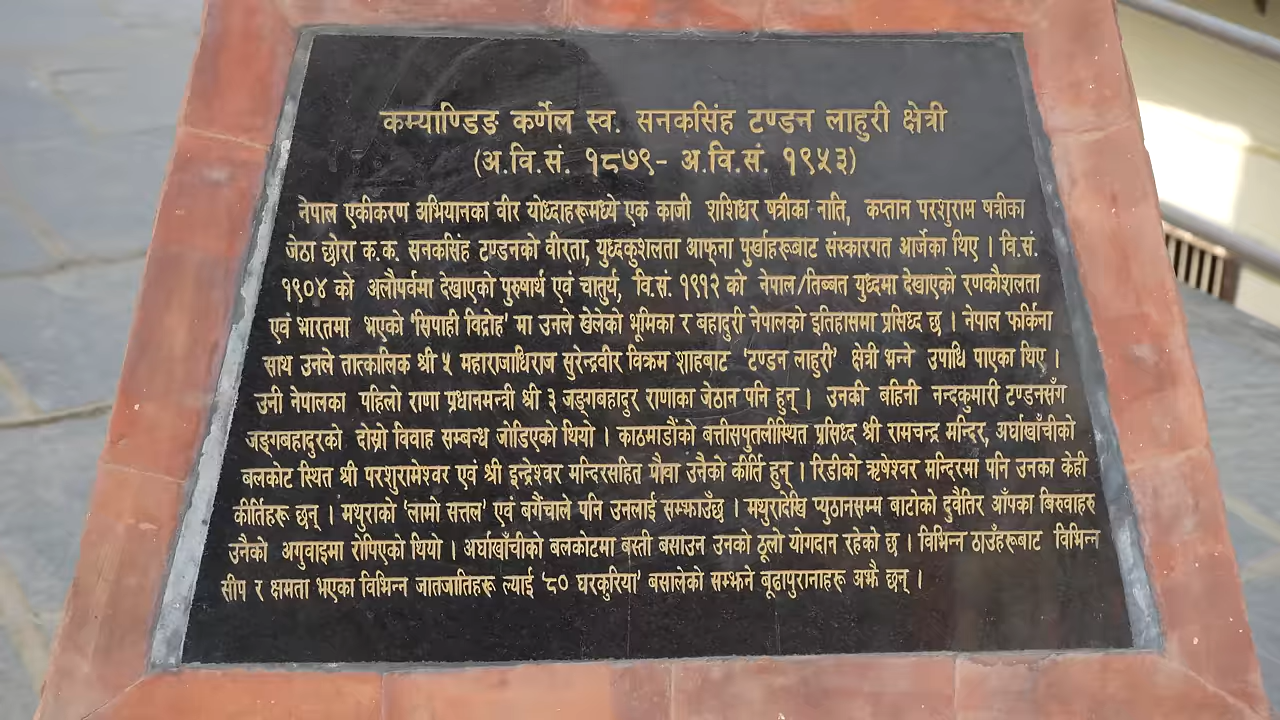 कम्याण्डिङ कर्णेल स्व. सनकसिंह टण्डन लाहुरी क्षेत्री
(अ.वि.सं. १८७९- अ.वि.सं. १९५३)
नेपाल एकीकरण अभियानका वीर योध्दाहरूमध्ये एक काजी शशिधर षत्रीका नाति, कप्तान परशुराम षत्रीका
जेठा छोरा क.क. सनकसिंह टण्डनको वीरता, युध्दकुशलता आफ्ना पुर्खाहरूबाट संस्कारगत आर्जेका थिए । वि.सं.
१९०४ को अलौपर्वमा देखाएको पुरुषार्थ एवं चातुर्य, वि.सं. १९१२ को नेपाल/तिब्बत युध्दमा देखाएको रणकौशलता
एवं भारतमा भएको 'सिपाही विद्रोह' मा उनले खेलेको भूमिका र बहादुरी नेपालको इतिहासमा प्रसिध्द छ । नेपाल फर्किना
साथ उनले तात्कालिक श्री ५ महाराजाधिराज सुरेन्द्रवीर विक्रम शाहबाट 'टण्डन लाहुरी' क्षेत्री भन्ने उपाधि पाएका थिए ।
उनी नेपालका पहिलो राणा प्रधानमन्त्री श्री ३ जङ्गबहादुर राणाका जेठान पनि हुन् । उनकी बहिनी नन्दकुमारी टण्डनसँग
जङ्गबहादुरको दोस्रो विवाह सम्बन्ध जोडिएको थियो । काठमाडौंको बत्तीसपुतलीस्थित प्रसिध्द श्री रामचन्द्र मन्दिर, अर्घाखाँचीको
बलकोट स्थित श्री परशुरामेश्वर एवं श्री इन्द्रेश्वर मन्दिरसहित पौवा उनैको कीर्ति हुन् । रिडीको ऋषेश्वर मन्दिरमा पनि उनका केही
कीर्तिहरू छन् । मथुराको 'लामो सत्तल' एवं बगैंचाले पनि उनलाई सम्झाउँछ । मथुरादेखि प्युठानसम्म बाटोको दुवैतिर आँपका बिरुवाहरु
उनैको अगुवाइमा रोपिएको थियो । अर्घाखाँचीको बलकोटमा बस्ती बसाउन उनको ठूलो योगदान रहेको छ । विभिन्न ठाउँहरूबाट विभिन्न
सीप र क्षमता भएका विभिन्न जातजातिहरू ल्याई '८० घरकुरिया' बसालेको सम्झने बूढापुरानाहरू अझै छन् ।